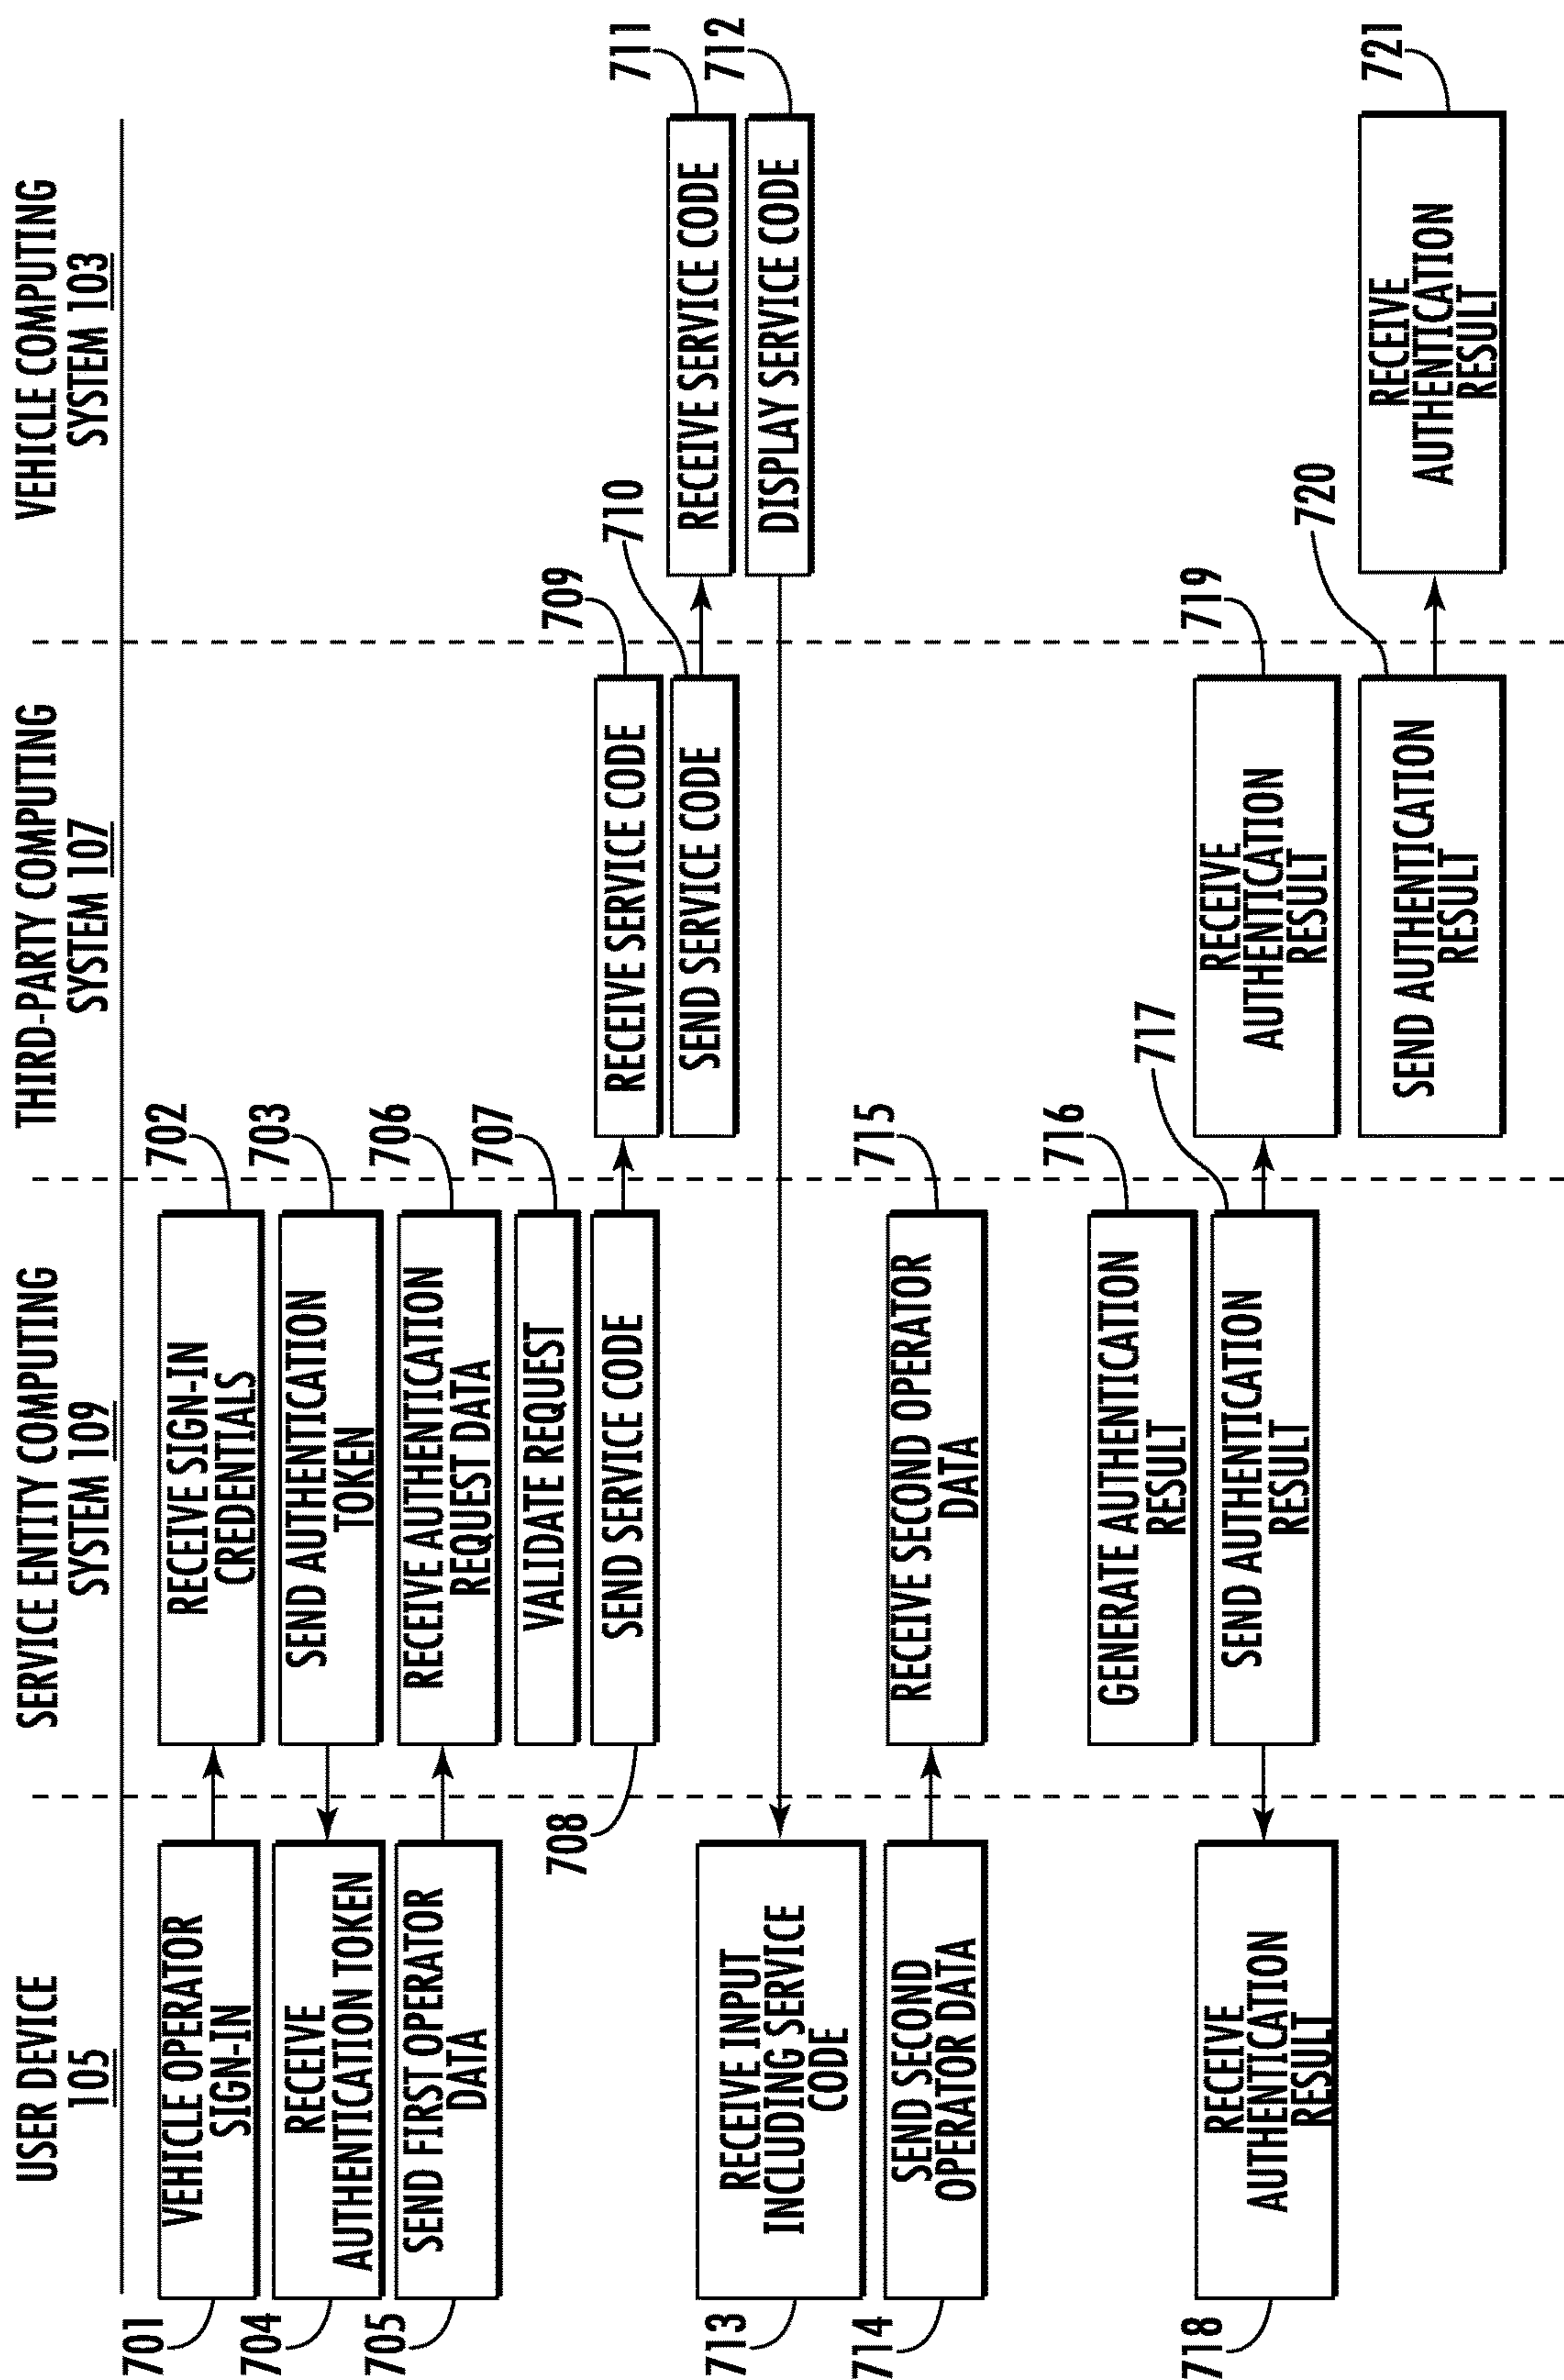 USER DEVICE
105
SERVICE ENTITY COMPUTING
SYSTEM 109
THIRD-PARTY COMPUTING
SYSTEM 107
VEHICLE COMPUTING
SYSTEM 103
701
VEHICLE OPERATOR
SIGN-IN
RECEIVE SIGN-IN
CREDENTIALS
702
704
RECEIVE
AUTHENTICATION TOKEN
SEND AUTHENTICATION
TOKEN
703
705
SEND FIRST OPERATOR
DATA
RECEIVE AUTHENTICATION
REQUEST DATA
706
VALIDATE REQUEST
707
708
SEND SERVICE CODE
RECEIVE SERVICE CODE
709
SEND SERVICE CODE
710
RECEIVE SERVICE CODE
711
DISPLAY SERVICE CODE
712
713
RECEIVE INPUT
INCLUDING SERVICE
CODE
714
SEND SECOND
OPERATOR DATA
RECEIVE SECOND OPERATOR
DATA
715
GENERATE AUTHENTICATION
RESULT
716
SEND AUTHENTICATION
RESULT
717
718
RECEIVE
AUTHENTICATION
RESULT
RECEIVE
AUTHENTICATION
RESULT
719
SEND AUTHENTICATION
RESULT
720
RECEIVE
AUTHENTICATION
RESULT
721